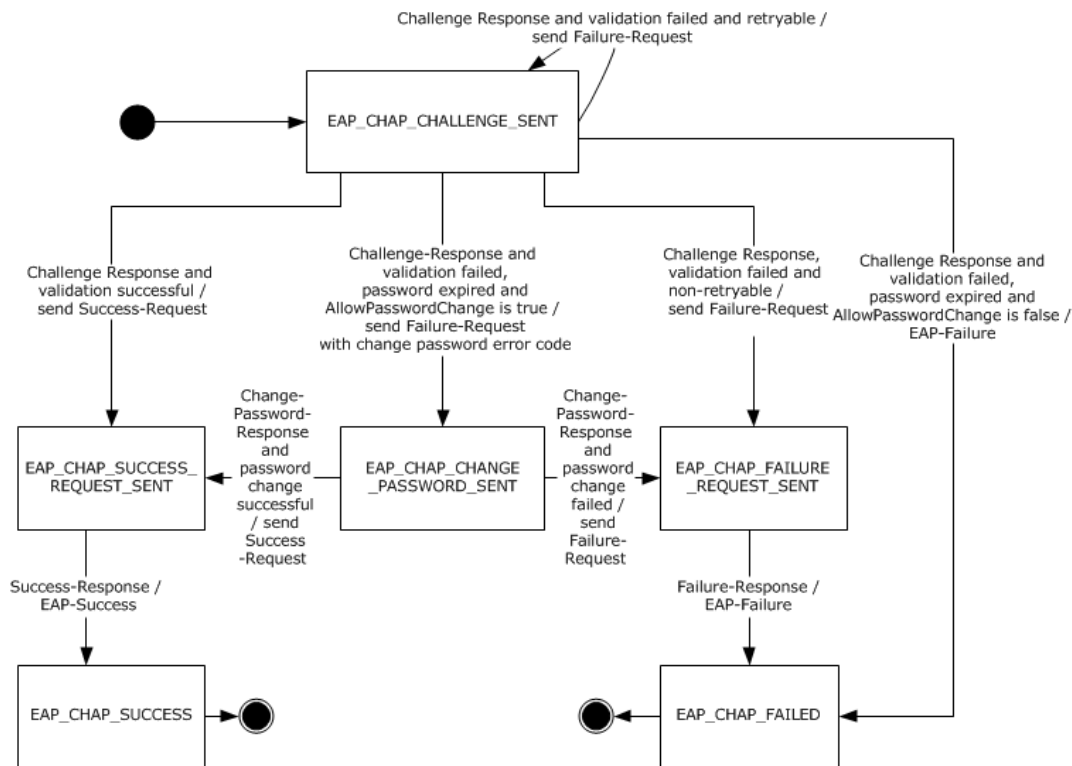 Challenge Response and validation failed and retryable /
send Failure-Request
EAP_CHAP_CHALLENGE_SENT
Challenge Response and
validation successful /
send Success-Request
Challenge-Response and
validation failed,
password expired and
AllowPasswordChange is true /
send Failure-Request
with change password error code
Challenge Response,
validation failed and
non-retryable /
send Failure-Request
Challenge Response and
validation failed,
password expired and
AllowPasswordChange is false /
EAP-Failure
EAP_CHAP_SUCCESS_
REQUEST_SENT
Change-
Password-
Response
and
password
change
successful
/ send
Success
-Request
EAP_CHAP_CHANGE
_PASSWORD_SENT
Change-
Password-
Response
and
password
change
failed /
send
Failure-
Request
EAP_CHAP_FAILURE
_REQUEST_SENT
Success-Response /
EAP-Success
Failure-Response /
EAP-Failure
EAP_CHAP_SUCCESS
EAP_CHAP_FAILED